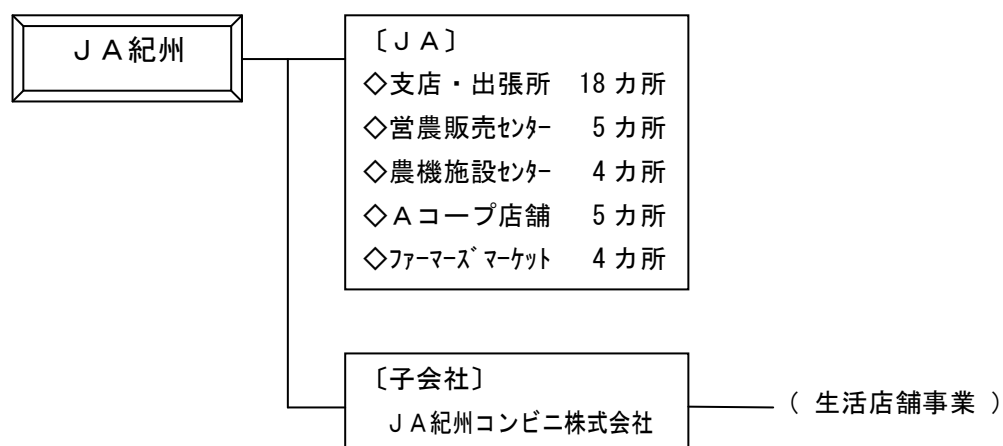 ＪＡ紀州
〔ＪＡ〕
◇支店・出張所 18 カ所
◇営農販売ｾﾝﾀｰ 5 カ所
◇農機施設ｾﾝﾀｰ 4 カ所
◇Ａコープ店舗 5 カ所
◇ﾌｧｰﾏｰｽﾞﾏｰｹｯﾄ 4 カ所
〔子会社〕
ＪＡ紀州コンビニ株式会社
（ 生活店舗事業 ）